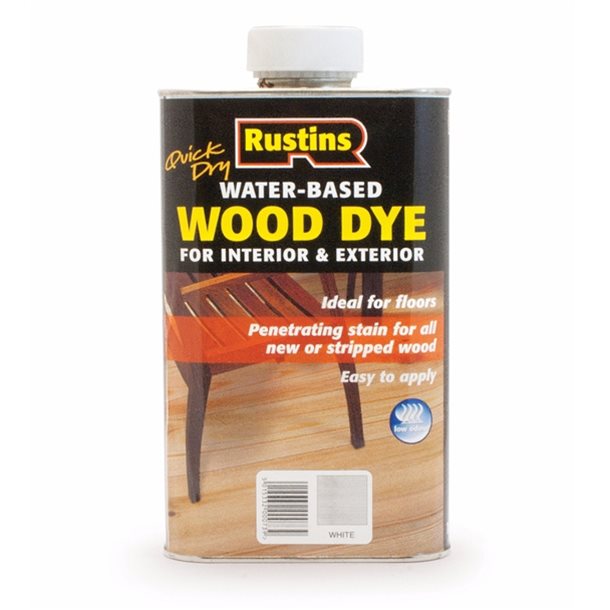 Rustins
Quick Dry
WATER-BASED
WOOD DYE
FOR INTERIOR & EXTERIOR
Ideal for floors
Penetrating stain for all
new or stripped wood
Easy to apply
low odour
WHITE